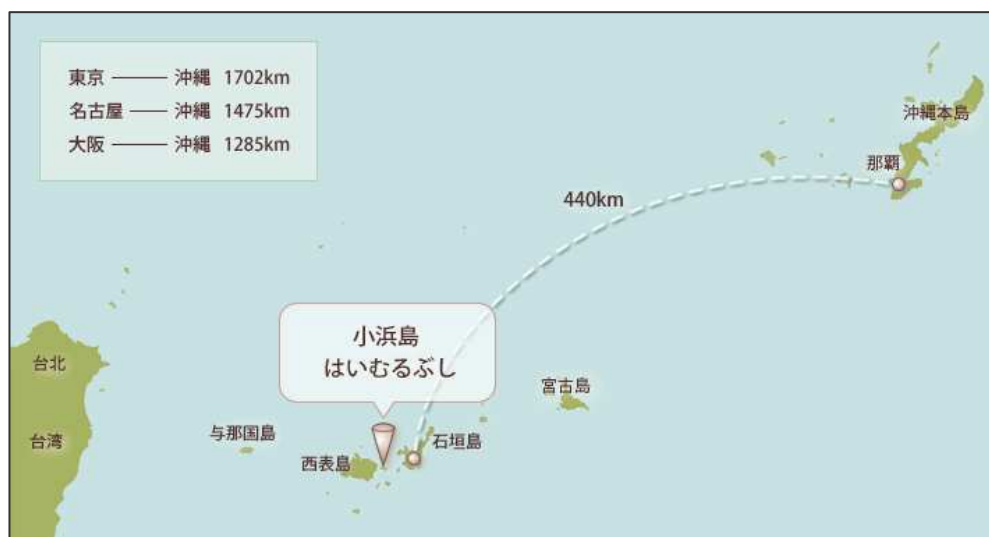 東京 —— 沖縄 1702km
名古屋 —— 沖縄 1475km
大阪 —— 沖縄 1285km
沖縄本島
那覇
440km
小浜島
はいむるぶし
台北
宮古島
与那国島
石垣島
台湾
西表島